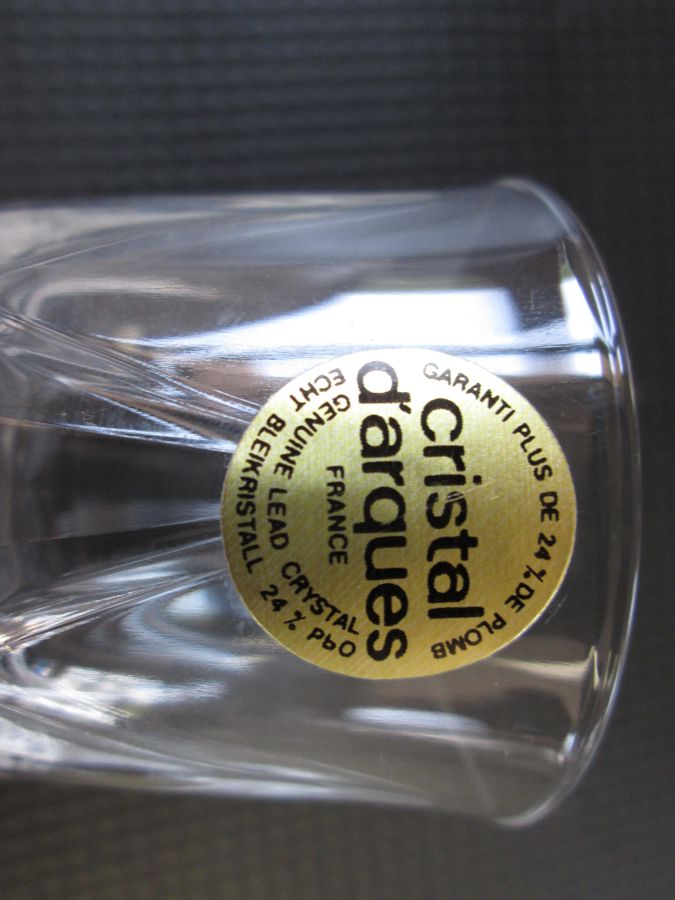 GARANTI PLUS DE 24 % DE PLOMB
cristal
d'arques
FRANCE
GENUINE LEAD CRYSTAL
ECHT BLEIKRISTALL 24 % PbO